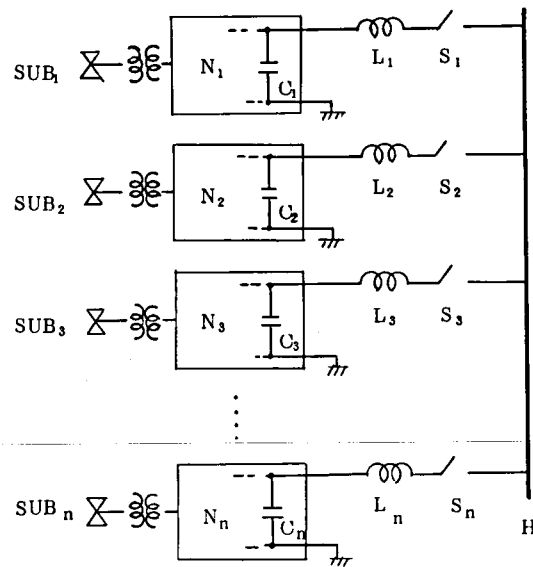 SUB1 N1 C1 L1 S1
SUB2 N2 C2 L2 S2
SUB3 N3 C3 L3 S3
SUBn Nn Cn Ln Sn
H